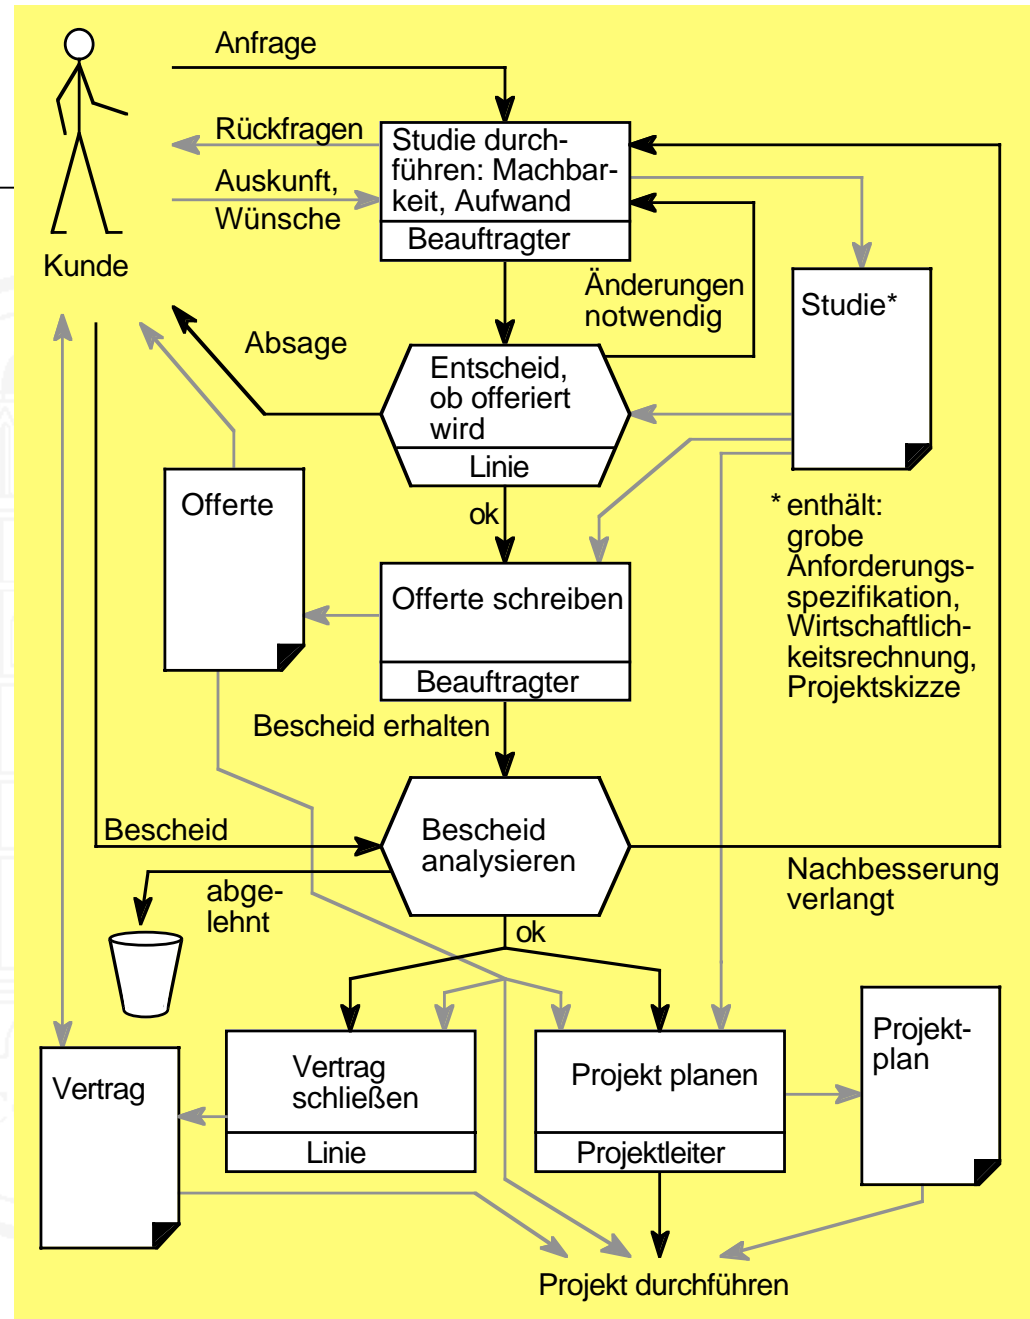 Anfrage
Rückfragen
Auskunft,
Wünsche
Kunde
Studie durch-
führen: Machbar-
keit, Aufwand
Beauftragter
Änderungen
notwendig
Studie*
Absage
Entscheid,
ob offeriert
wird
Linie
ok
Offerte
* enthält:
grobe
Anforderungs-
spezifikation,
Wirtschaftlich-
keitsrechnung,
Projektskizze
Offerte schreiben
Beauftragter
Bescheid erhalten
Bescheid
Bescheid
analysieren
Nachbesserung
verlangt
abge-
lehnt
ok
Vertrag
Vertrag
schließen
Linie
Projekt planen
Projektleiter
Projekt-
plan
Projekt durchführen